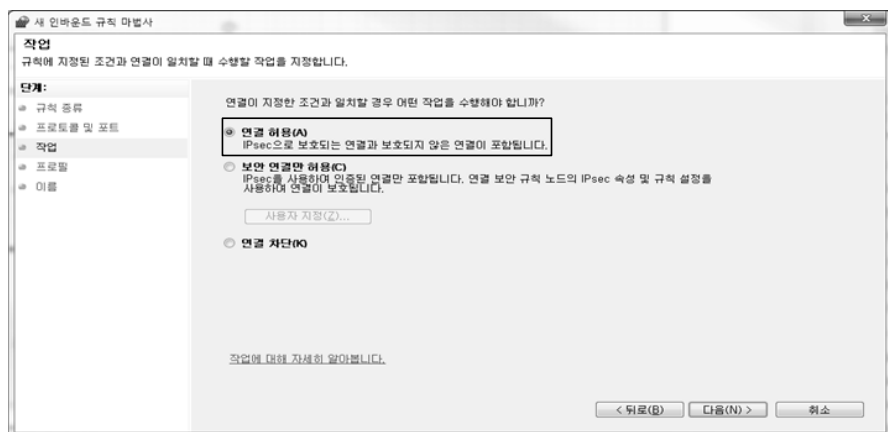 새 인바운드 규칙 마법사
작업
규칙에 지정된 조건과 연결이 일치할 때 수행할 작업을 지정합니다.
단계:
규칙 종류
프로토콜 및 포트
작업
프로필
이름
연결이 지정한 조건과 일치할 경우 어떤 작업을 수행해야 합니까?
연결 허용(A)
IPsec으로 보호되는 연결과 보호되지 않은 연결이 포함됩니다.
보안 연결만 허용(C)
IPsec를 사용하여 인증된 연결만 포함됩니다. 연결 보안 규칙 노드의 IPsec 속성 및 규칙 설정을
사용하여 연결이 보호됩니다.
사용자 지정(Z)...
연결 차단(K)
작업에 대해 자세히 알아봅니다.
< 뒤로(B) 다음(N) > 취소